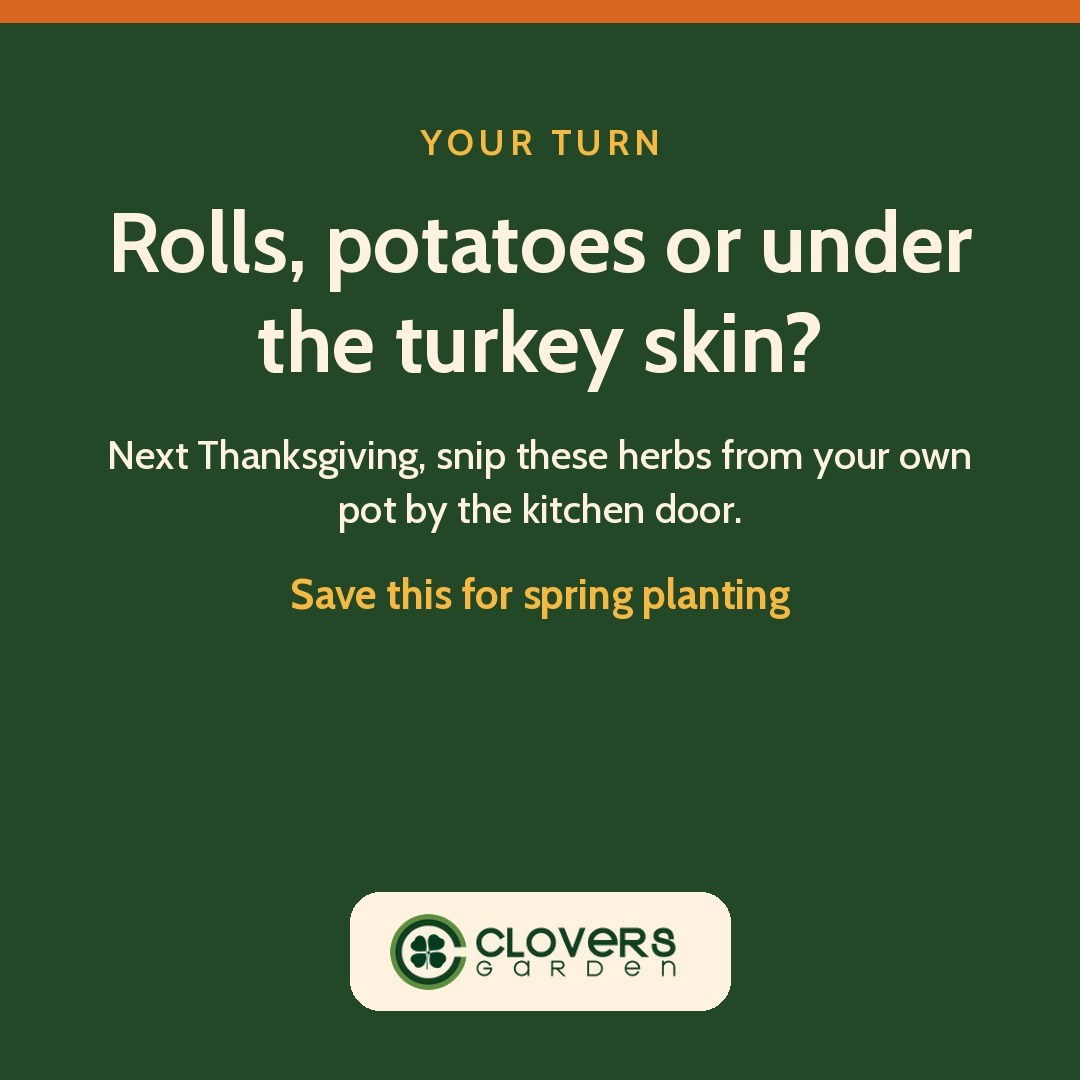 YOUR TURN
Rolls, potatoes or under
the turkey skin?
Next Thanksgiving, snip these herbs from your own
pot by the kitchen door.
Save this for spring planting
CLOVERS
GARDEN